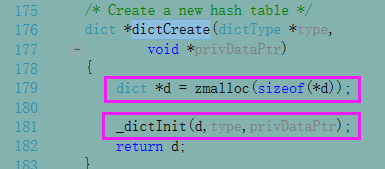 175 /* Create a new hash table */
176 dict *dictCreate(dictType *type,
177 - void *privDataPtr)
178 {
179 dict *d = zmalloc(sizeof(*d));
180
181 _dictInit(d,type,privDataPtr);
182 return d;
183 }